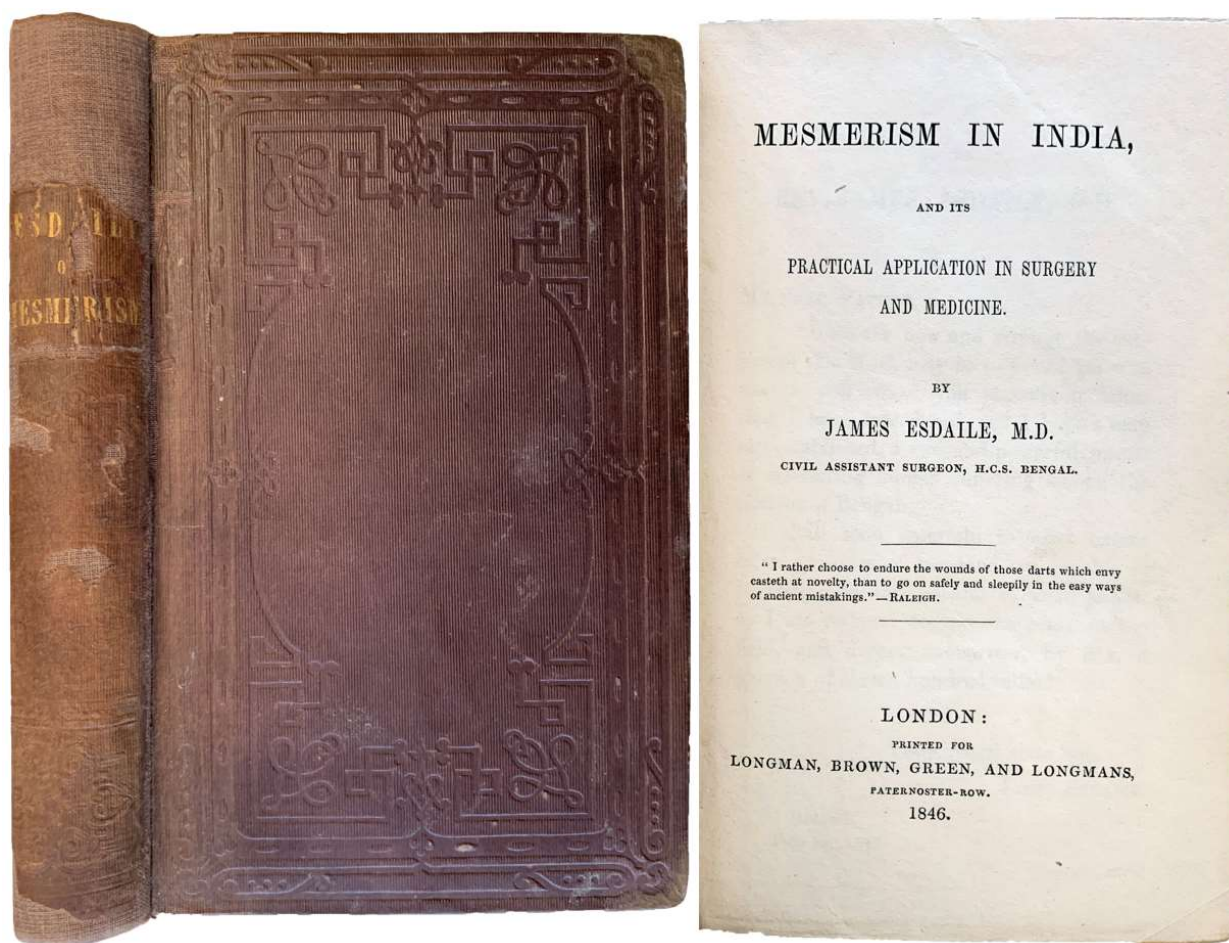 MESMERISM
MESMERISM IN INDIA,
AND ITS
PRACTICAL APPLICATION IN SURGERY
AND MEDICINE.
BY
JAMES ESDAILE, M.D.
CIVIL ASSISTANT SURGEON, H.C.S. BENGAL.
“ I rather choose to endure the wounds of those darts which envy
casteth at novelty, than to go on safely and sleepily in the easy ways
of ancient mistakings.”—RALEIGH.
LONDON:
PRINTED FOR
LONGMAN, BROWN, GREEN, AND LONGMANS,
PATERNOSTER-ROW.
1846.